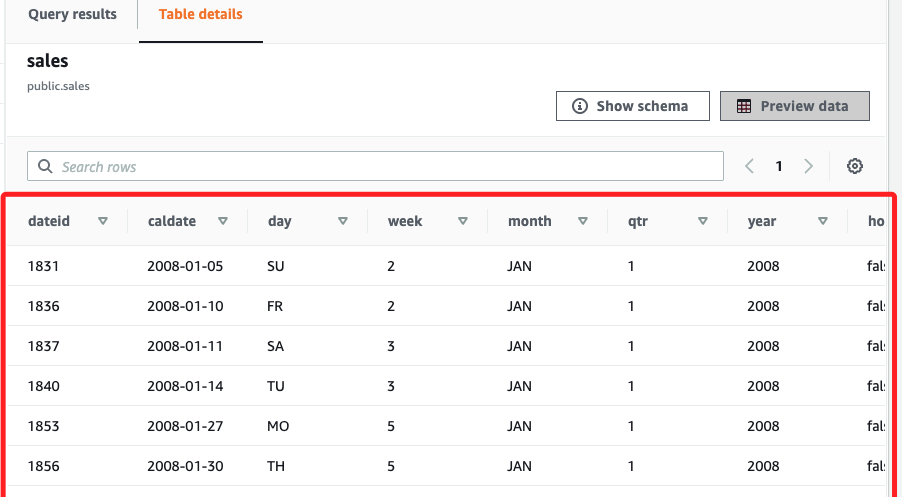 Query results Table details
sales
public.sales
Show schema Preview data
Search rows 1
dateid caldate day week month qtr year ho
1831 2008-01-05 SU 2 JAN 1 2008 fal
1836 2008-01-10 FR 2 JAN 1 2008 fal
1837 2008-01-11 SA 3 JAN 1 2008 fal
1840 2008-01-14 TU 3 JAN 1 2008 fal
1853 2008-01-27 MO 5 JAN 1 2008 fal
1856 2008-01-30 TH 5 JAN 1 2008 fal